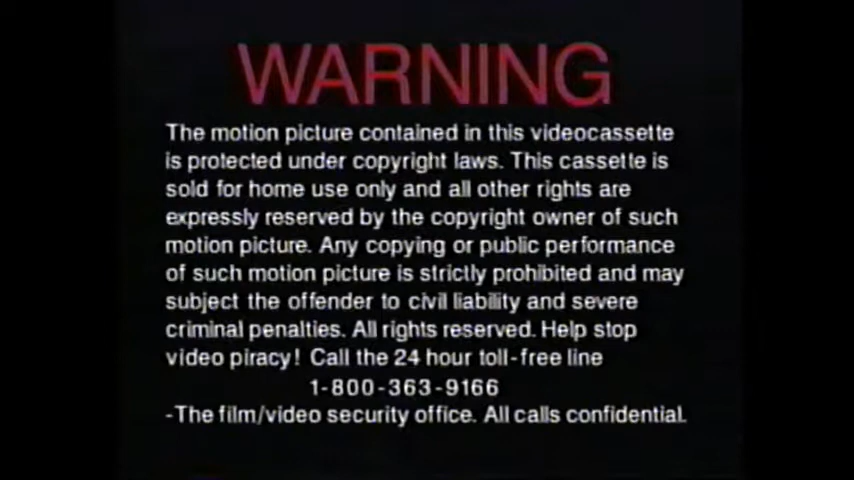 WARNING
The motion picture contained in this videocassette
is protected under copyright laws. This cassette is
sold for home use only and all other rights are
expressly reserved by the copyright owner of such
motion picture. Any copying or public performance
of such motion picture is strictly prohibited and may
subject the offender to civil liability and severe
criminal penalties. All rights reserved. Help stop
video piracy! Call the 24 hour toll-free line
1-800-363-9166
-The film/video security office. All calls confidential.